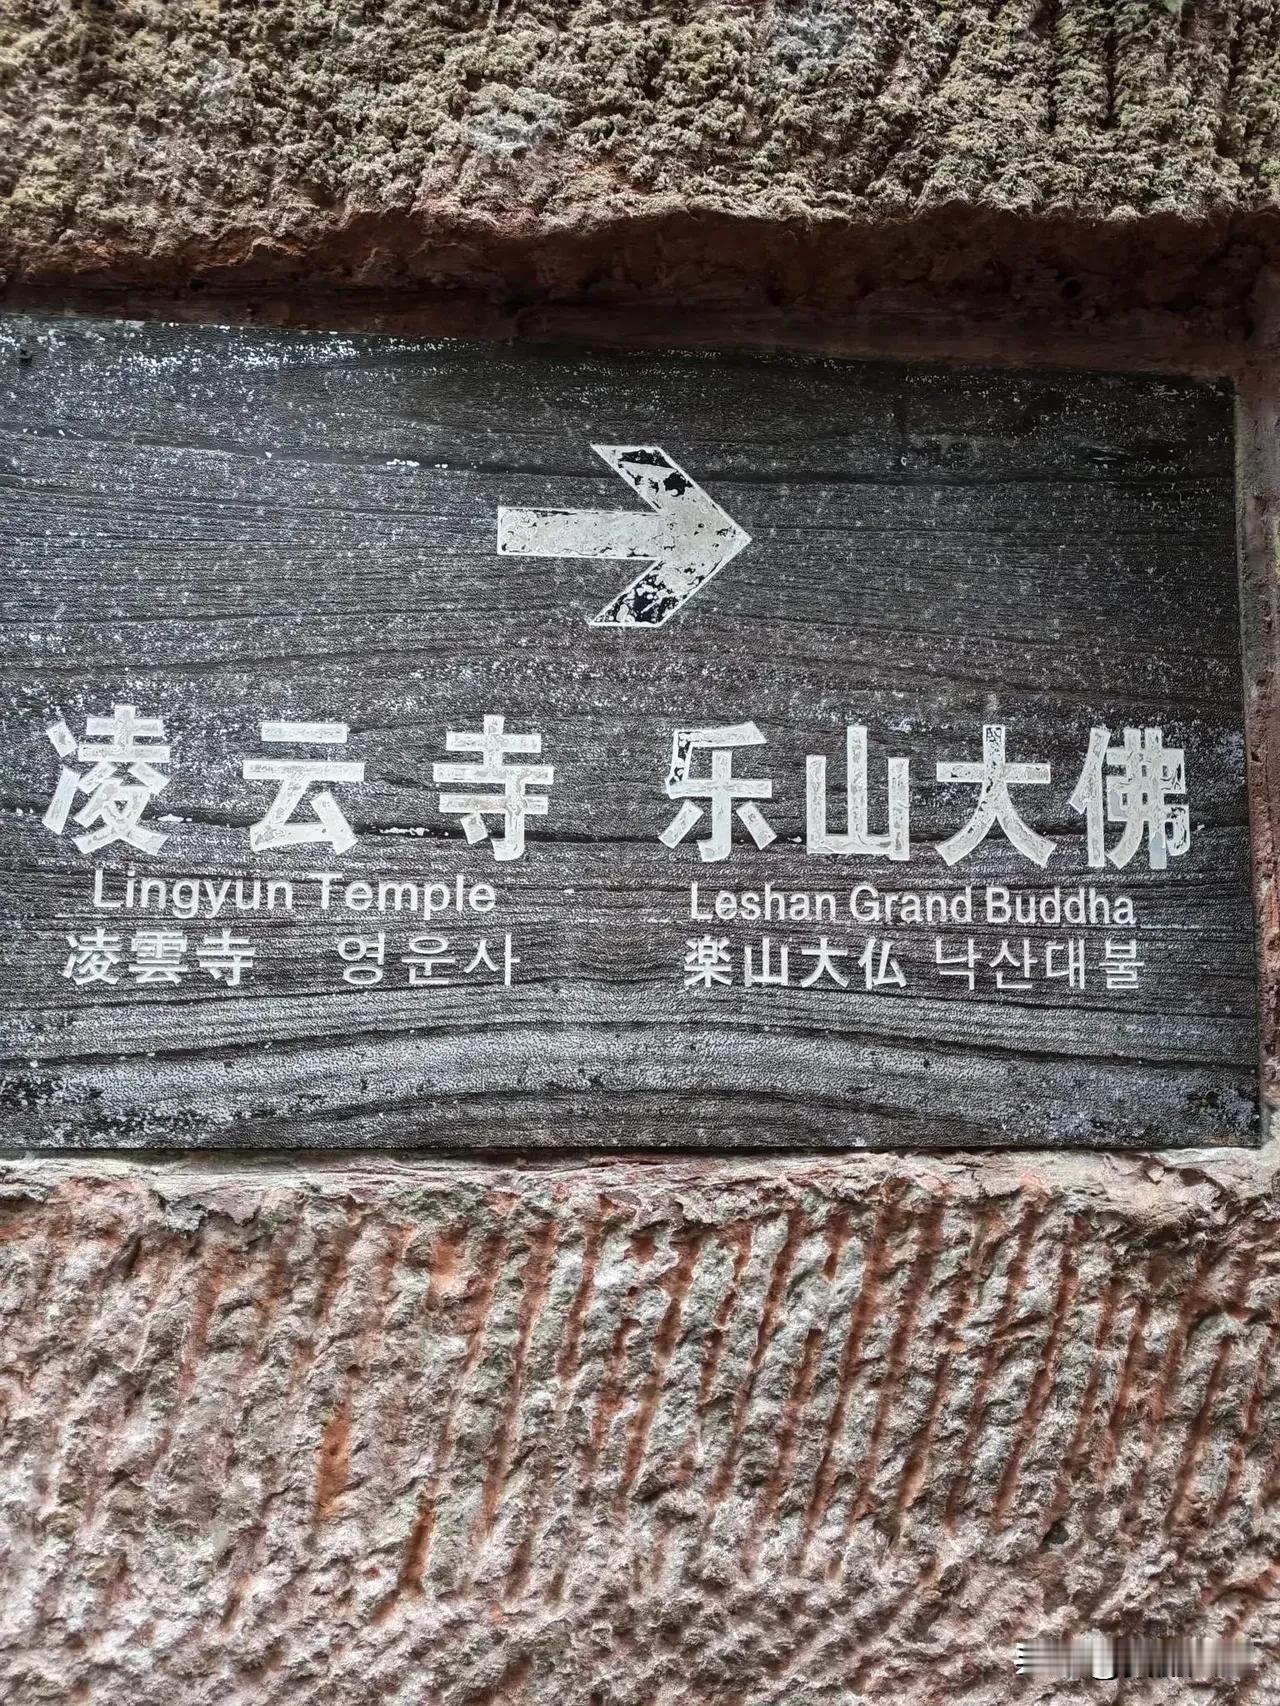 凌云寺 乐山大佛
Lingyun Temple Leshan Grand Buddha
凌雲寺 영운사 楽山大仏 낙산대불